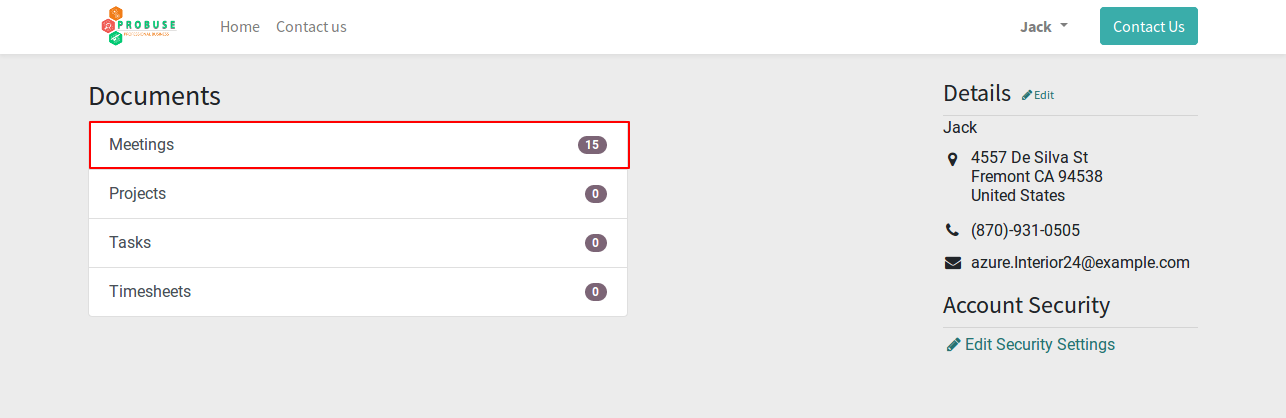 PROBUSE
PROFESSIONAL BUSINESS
Home
Contact us
Jack
Contact Us
Documents
Meetings 15
Projects 0
Tasks 0
Timesheets 0
Details
Edit
Jack
4557 De Silva St
Fremont CA 94538
United States
(870)-931-0505
azure.Interior24@example.com
Account Security
Edit Security Settings